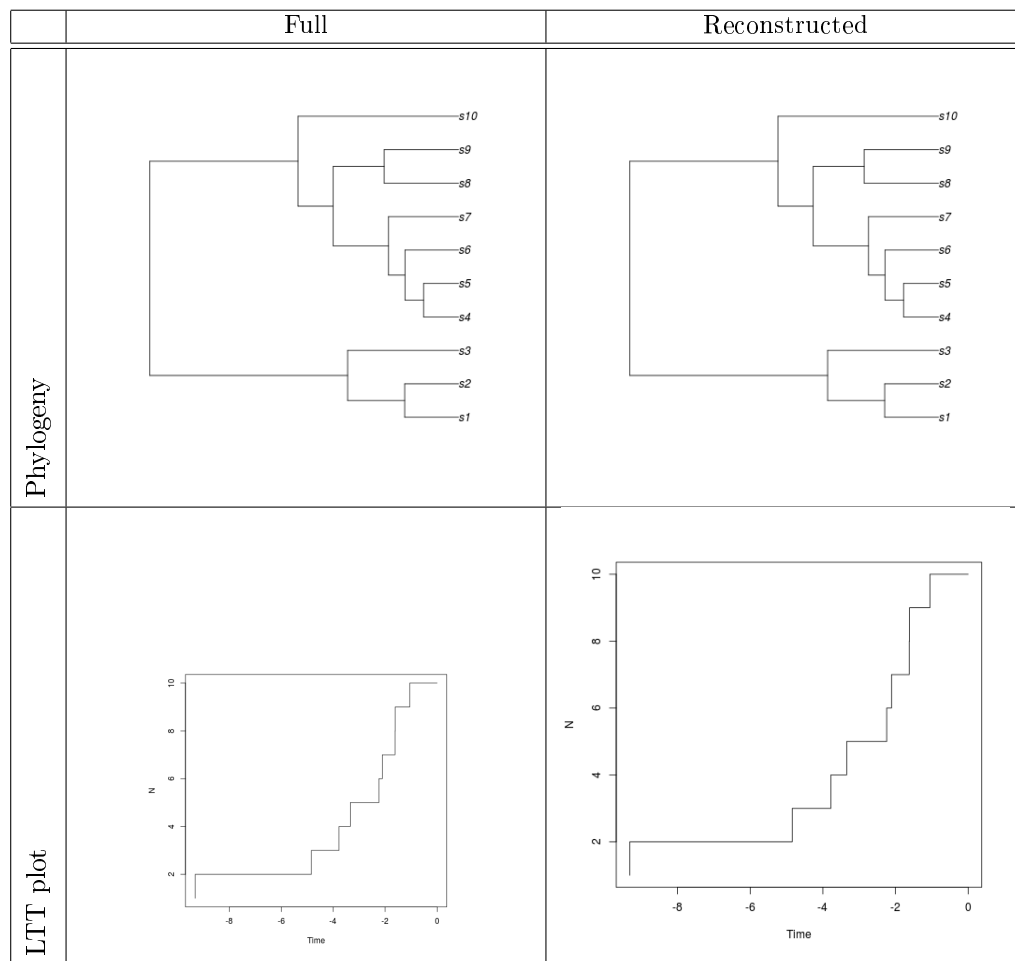 Full
Reconstructed
Phylogeny
s10
s9
s8
s7
s6
s5
s4
s3
s2
s1
s10
s9
s8
s7
s6
s5
s4
s3
s2
s1
LTT plot
10
8
6
4
2
N
-8 -6 -4 -2 0
Time
10
8
6
4
2
N
-8 -6 -4 -2 0
Time